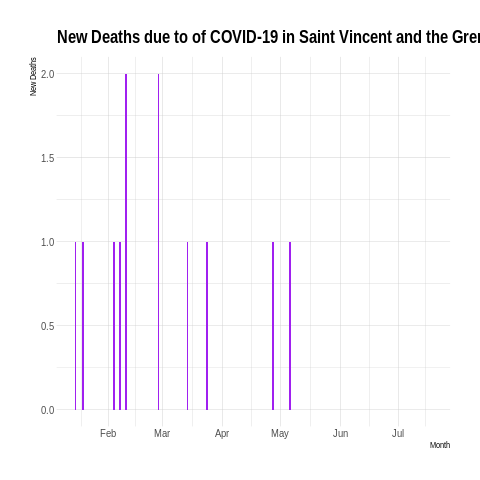 New Deaths due to of COVID-19 in Saint Vincent and the Gren
New Deaths
2.0
1.5
1.0
0.5
0.0
Feb Mar Apr May Jun Jul
Month